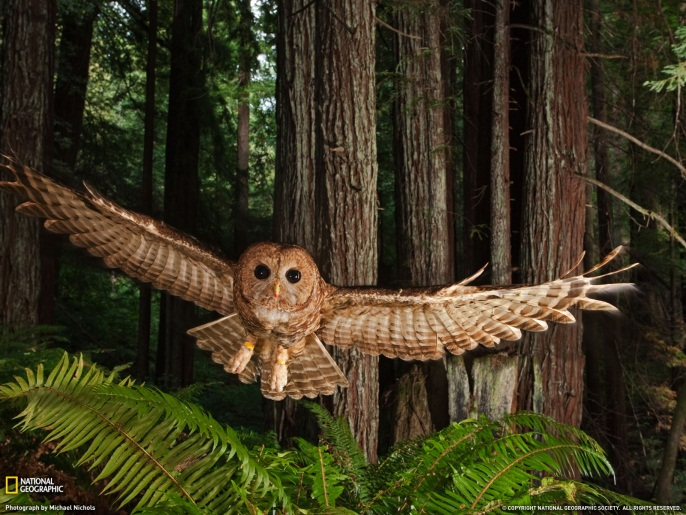 NATIONAL
GEOGRAPHIC
Photograph by Michael Nichols
© COPYRIGHT NATIONAL GEOGRAPHIC SOCIETY. ALL RIGHTS RESERVED.